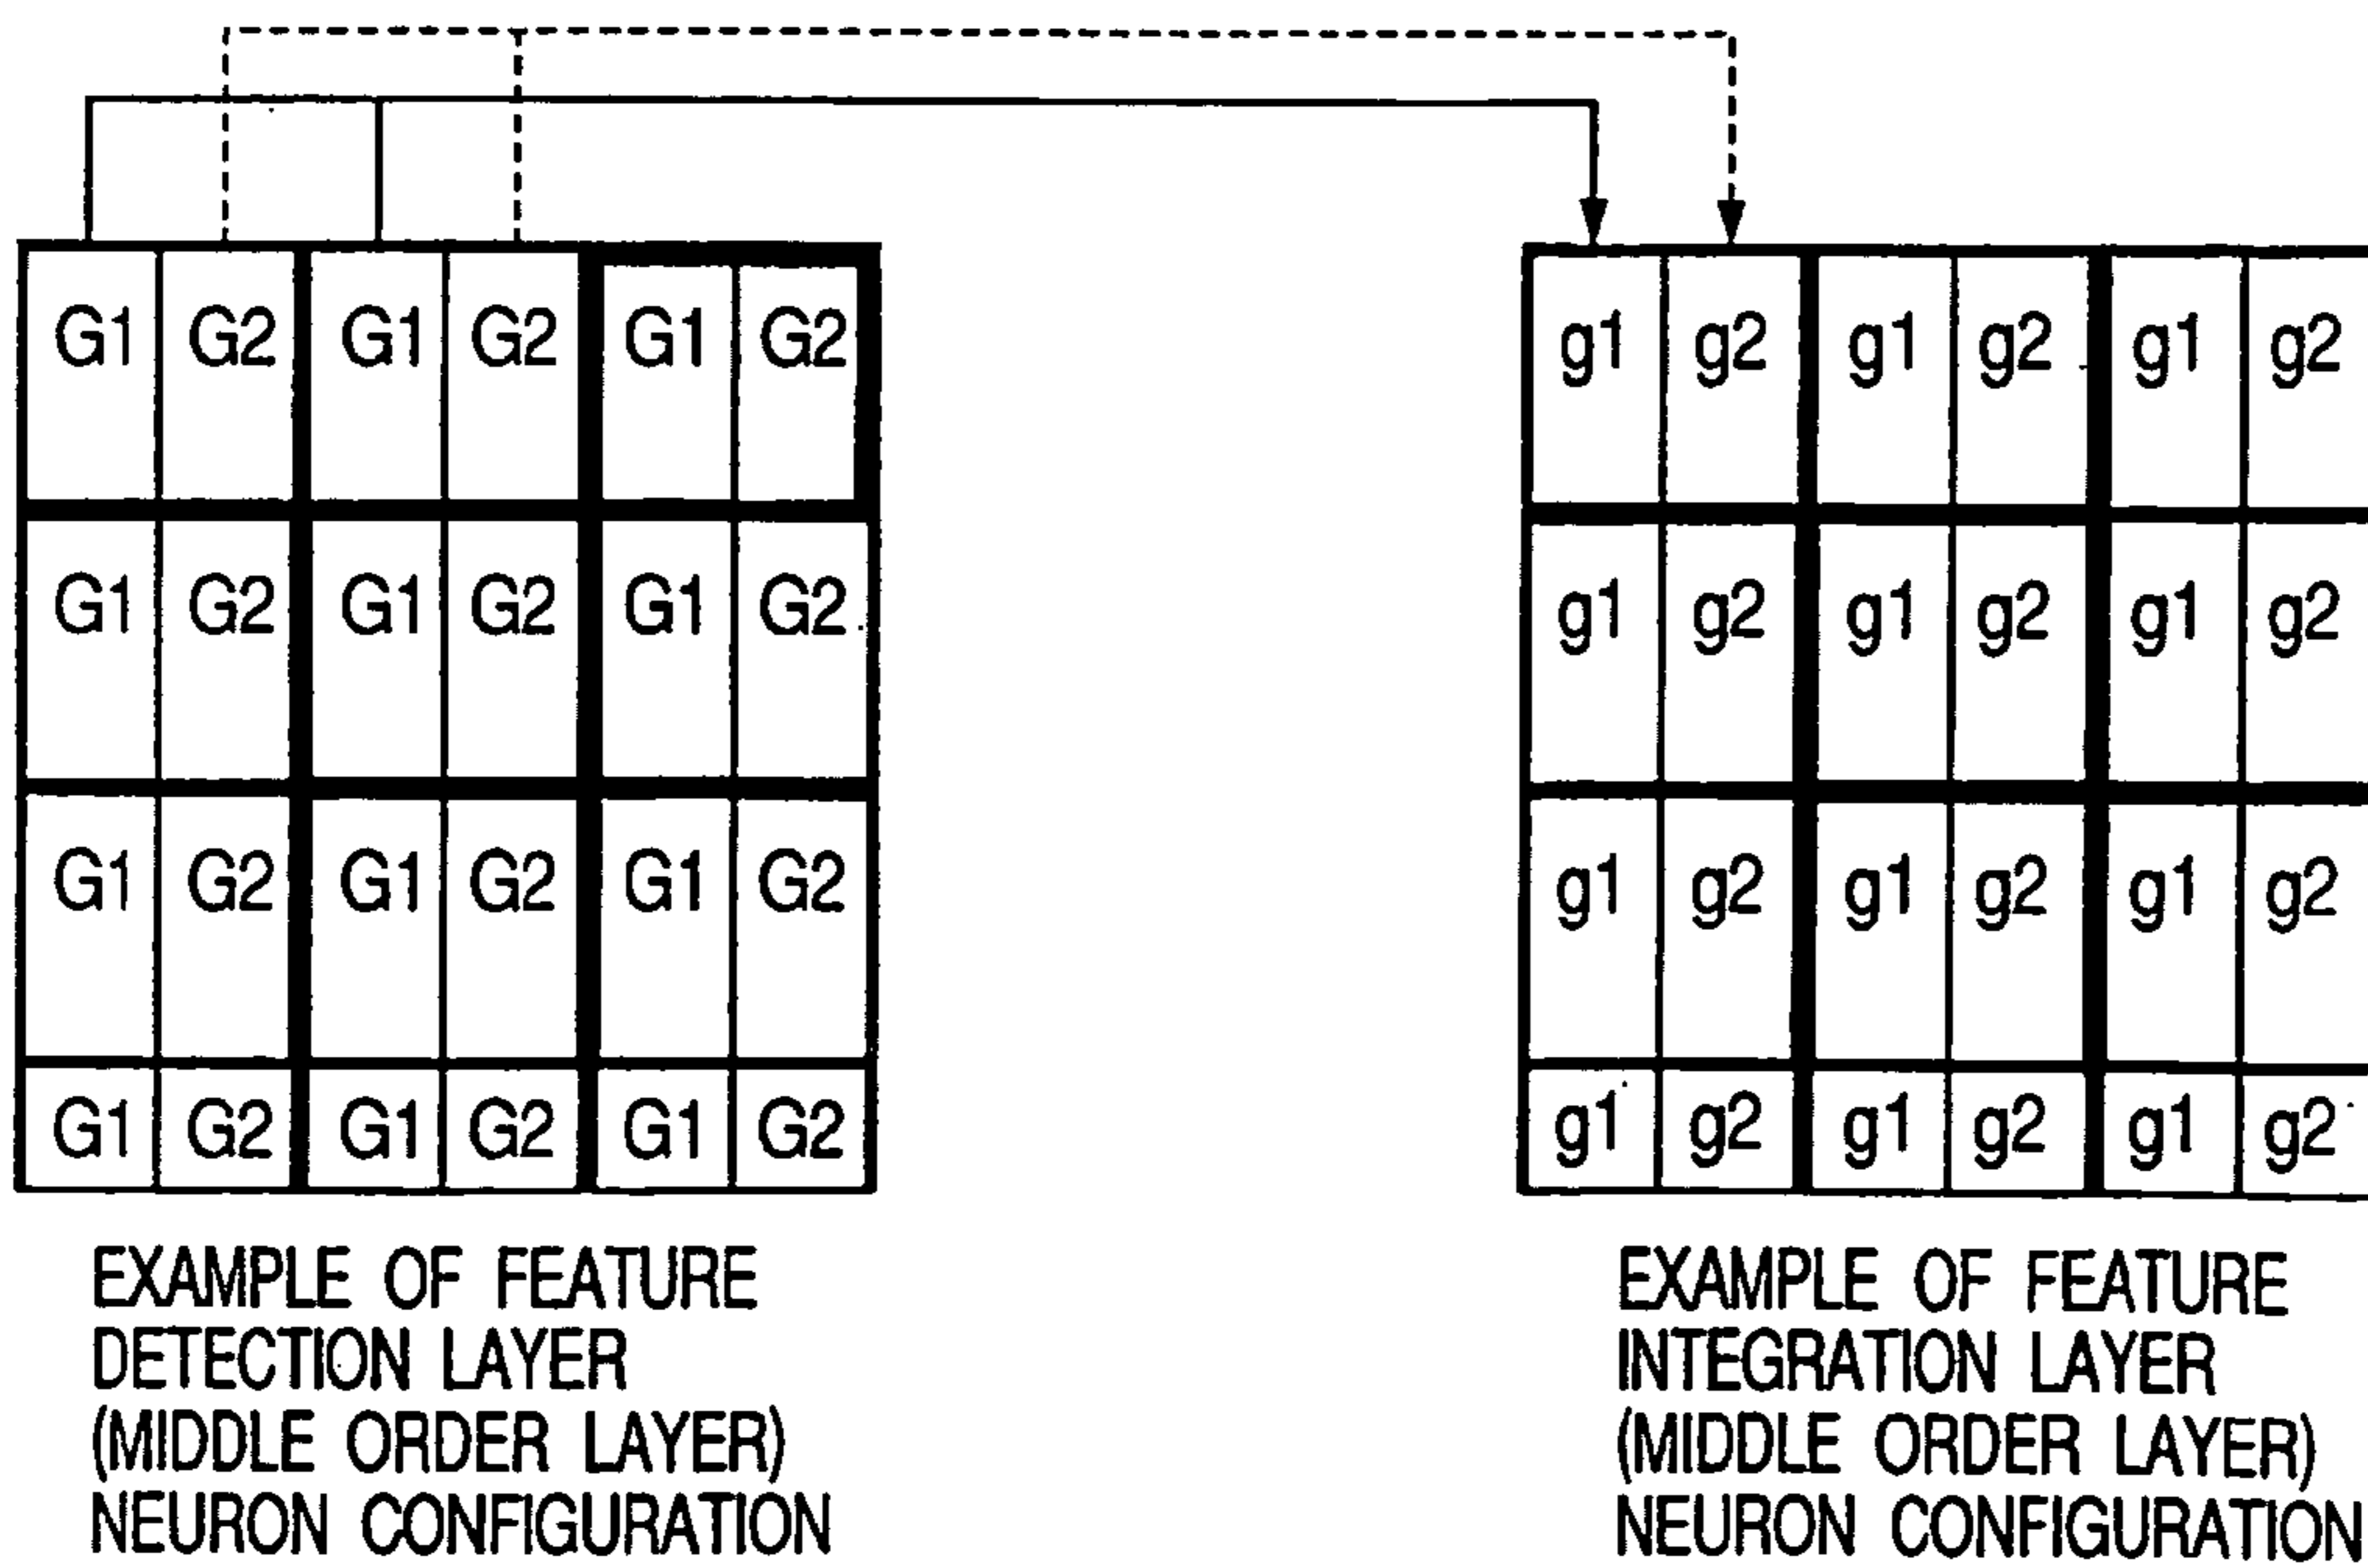 G1 G2 G1 G2 G1 G2
G1 G2 G1 G2 G1 G2
G1 G2 G1 G2 G1 G2
G1 G2 G1 G2 G1 G2
EXAMPLE OF FEATURE
DETECTION LAYER
(MIDDLE ORDER LAYER)
NEURON CONFIGURATION
g1 g2 g1 g2 g1 g2
g1 g2 g1 g2 g1 g2
g1 g2 g1 g2 g1 g2
g1 g2 g1 g2 g1 g2
EXAMPLE OF FEATURE
INTEGRATION LAYER
(MIDDLE ORDER LAYER)
NEURON CONFIGURATION